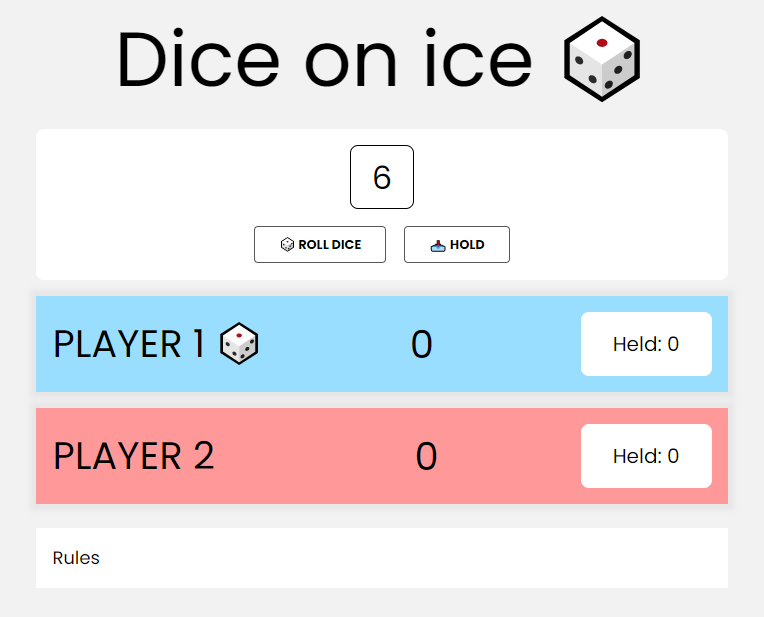 Dice on ice
6
ROLL DICE
HOLD
PLAYER 1
0
Held: 0
PLAYER 2
0
Held: 0
Rules